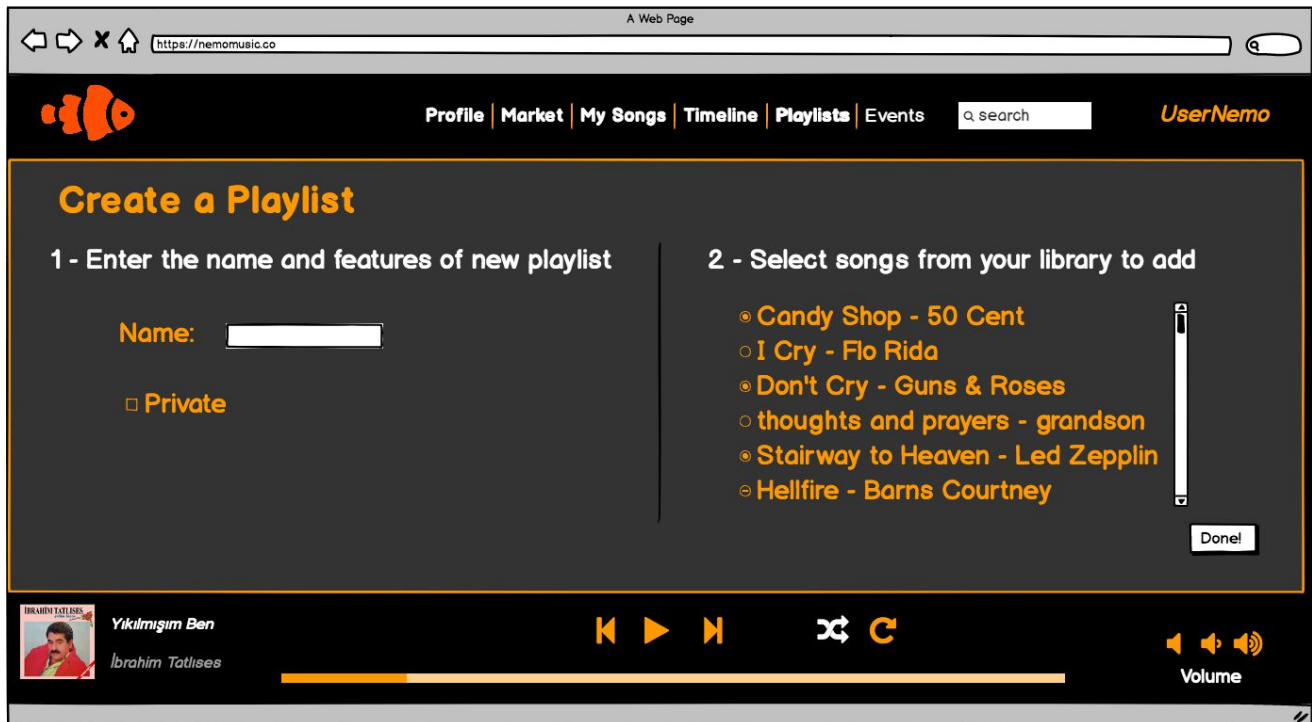 A Web Page
https://nemomusic.co
Profile | Market | My Songs | Timeline | Playlists | Events
search
UserNemo
Create a Playlist
1 - Enter the name and features of new playlist
Name:
Private
2 - Select songs from your library to add
Candy Shop - 50 Cent
I Cry - Flo Rida
Don't Cry - Guns & Roses
thoughts and prayers - grandson
Stairway to Heaven - Led Zepplin
Hellfire - Barns Courtney
Done!
İBRAHİM TATLISES
Yıkılmışım Ben
İbrahim Tatlıses
Volume